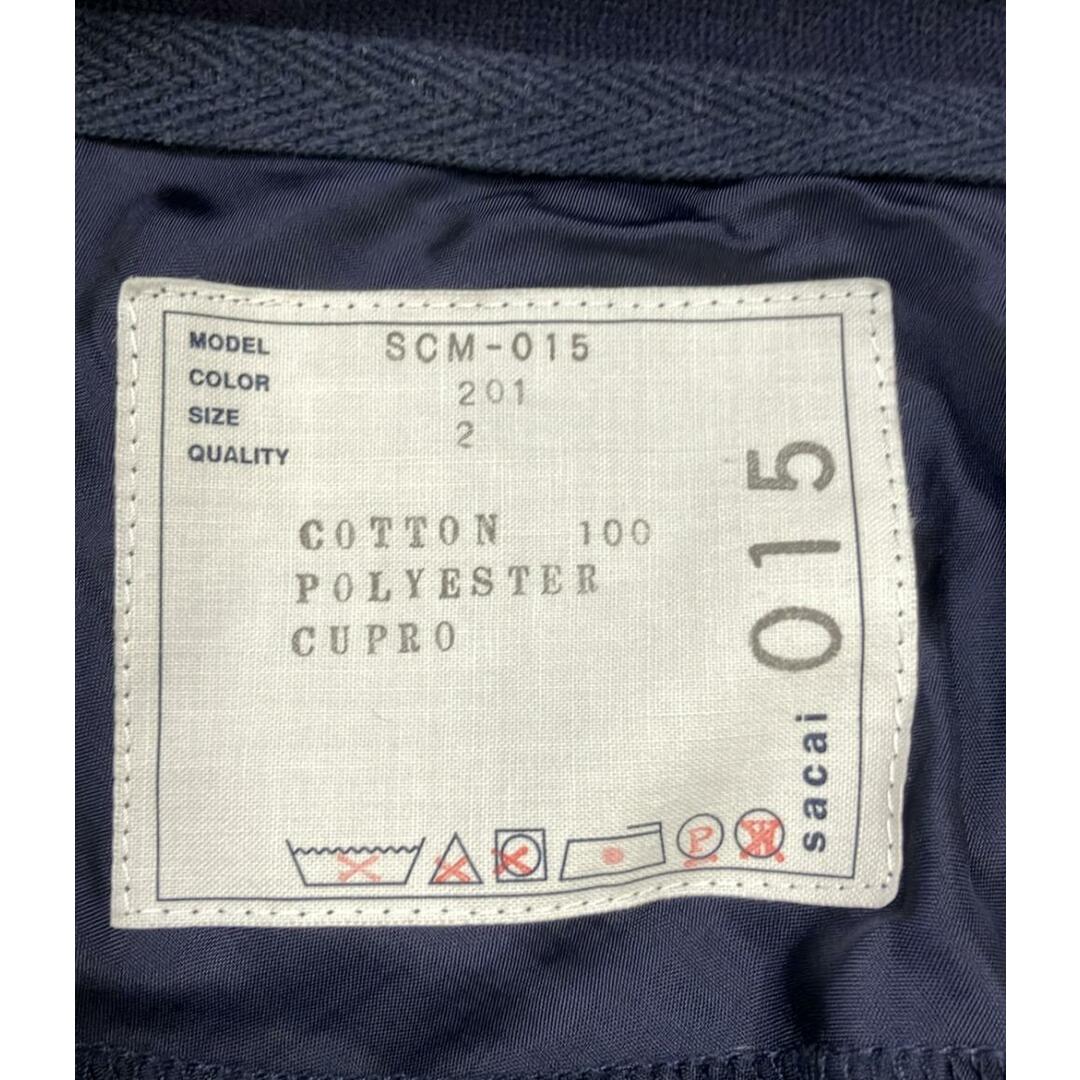 MODEL SCM-015
COLOR 201
SIZE 2
QUALITY
COTTON 100
POLYESTER
CUPRO
P
W
sacai 015